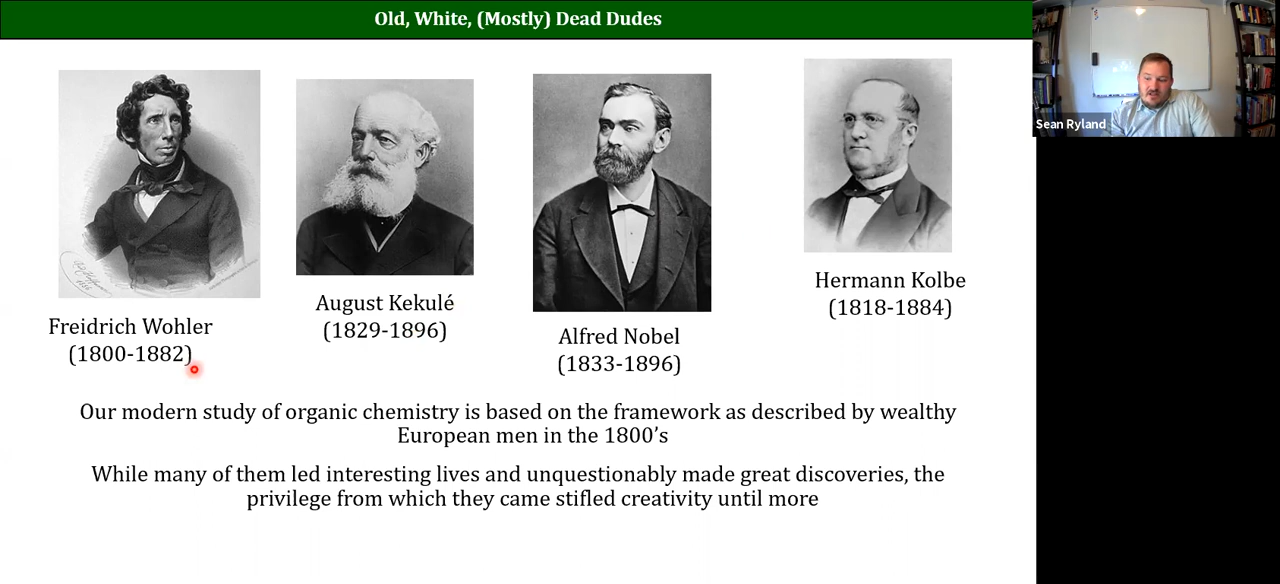 Old, White, (Mostly) Dead Dudes
Sean Ryland
Freidrich Wohler
(1800-1882)
August Kekulé
(1829-1896)
Alfred Nobel
(1833-1896)
Hermann Kolbe
(1818-1884)
Our modern study of organic chemistry is based on the framework as described by wealthy
European men in the 1800’s
While many of them led interesting lives and unquestionably made great discoveries, the
privilege from which they came stifled creativity until more